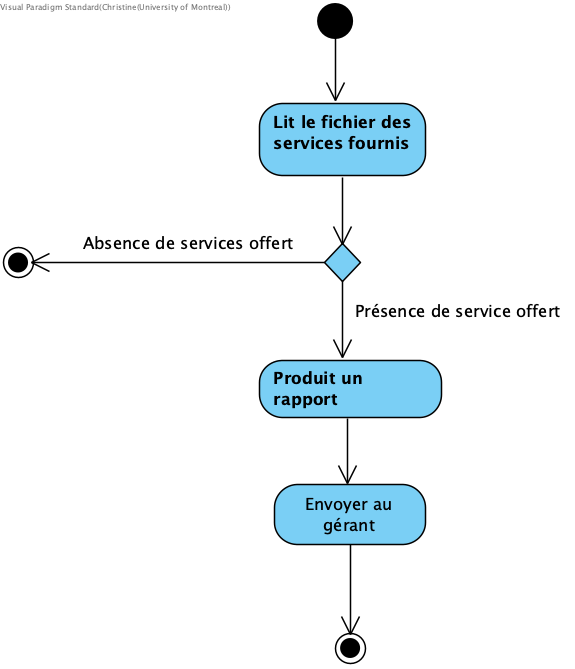 Visual Paradigm Standard(Christine(University of Montreal))
Lit le fichier des
services fournis
Absence de services offert
Présence de service offert
Produit un
rapport
Envoyer au
gérant